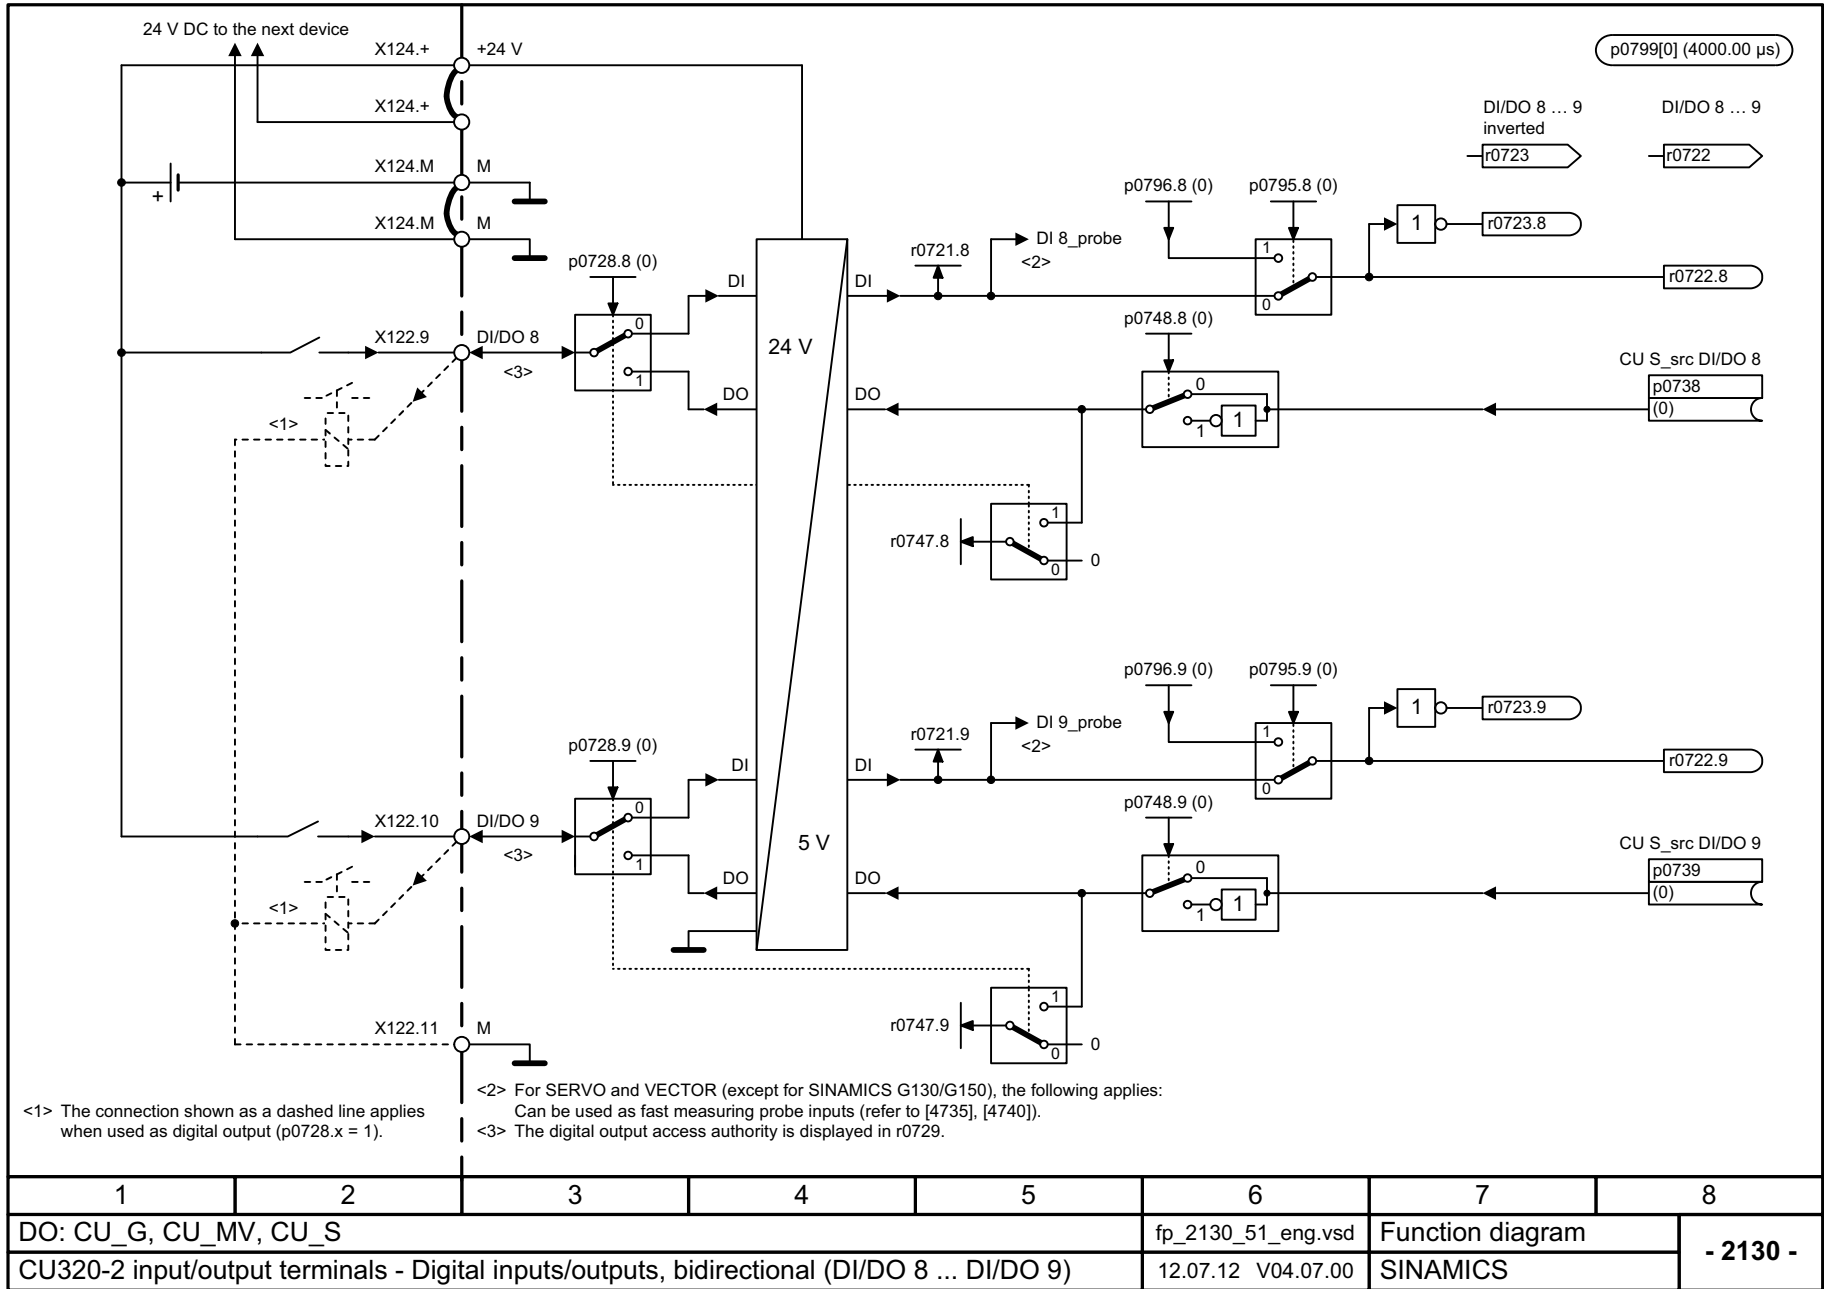 24 V DC to the next device
X124.+
+24 V
p0799[0] (4000.00 µs)
X124.+
DI/DO 8 … 9
inverted
DI/DO 8 … 9
r0723
r0722
X124.M
M
+
X124.M
M
p0796.8 (0)
p0795.8 (0)
1
r0723.8
p0728.8 (0)
DI
DI
r0721.8
DI 8_probe
<2>
1
0
r0722.8
X122.9
DI/DO 8
<3>
0
1
24 V
p0748.8 (0)
CU S_src DI/DO 8
p0738
(0)
DO
DO
0
1
1
<1>
r0747.8
1
0
0
p0796.9 (0)
p0795.9 (0)
1
r0723.9
p0728.9 (0)
DI
DI
r0721.9
DI 9_probe
<2>
1
0
r0722.9
X122.10
DI/DO 9
<3>
0
1
5 V
p0748.9 (0)
CU S_src DI/DO 9
p0739
(0)
DO
DO
0
1
1
<1>
r0747.9
1
0
0
X122.11
M
<1> The connection shown as a dashed line applies
when used as digital output (p0728.x = 1).
<2> For SERVO and VECTOR (except for SINAMICS G130/G150), the following applies:
Can be used as fast measuring probe inputs (refer to [4735], [4740]).
<3> The digital output access authority is displayed in r0729.
1 2 3 4 5 6 7 8
DO: CU_G, CU_MV, CU_S
fp_2130_51_eng.vsd
Function diagram
- 2130 -
CU320-2 input/output terminals - Digital inputs/outputs, bidirectional (DI/DO 8 ... DI/DO 9)
12.07.12 V04.07.00
SINAMICS